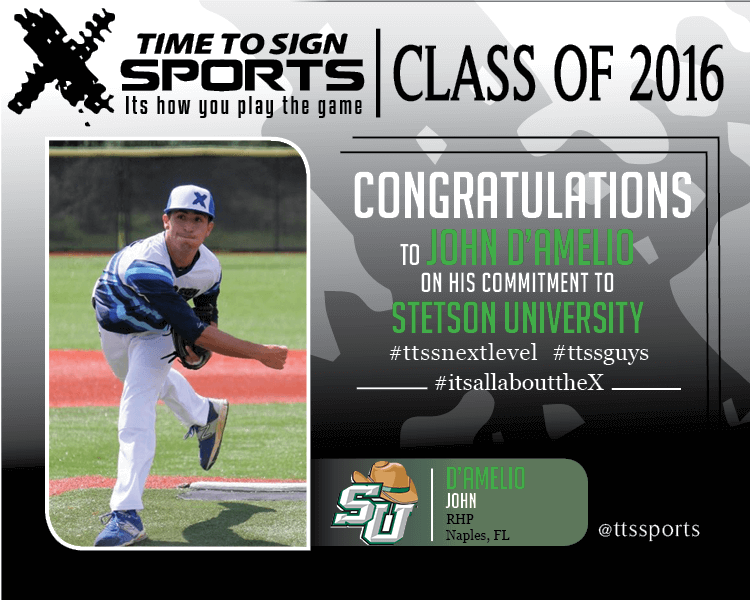 TIME TO SIGN
SPORTS
Its how you play the game
CLASS OF 2016
CONGRATULATIONS
TO JOHN D'AMELIO
ON HIS COMMITMENT TO
STETSON UNIVERSITY
#ttssnextlevel #ttssguys
#itsallabouttheX
SU
D'AMELIO
JOHN
RHP
Naples, FL
@ttssports